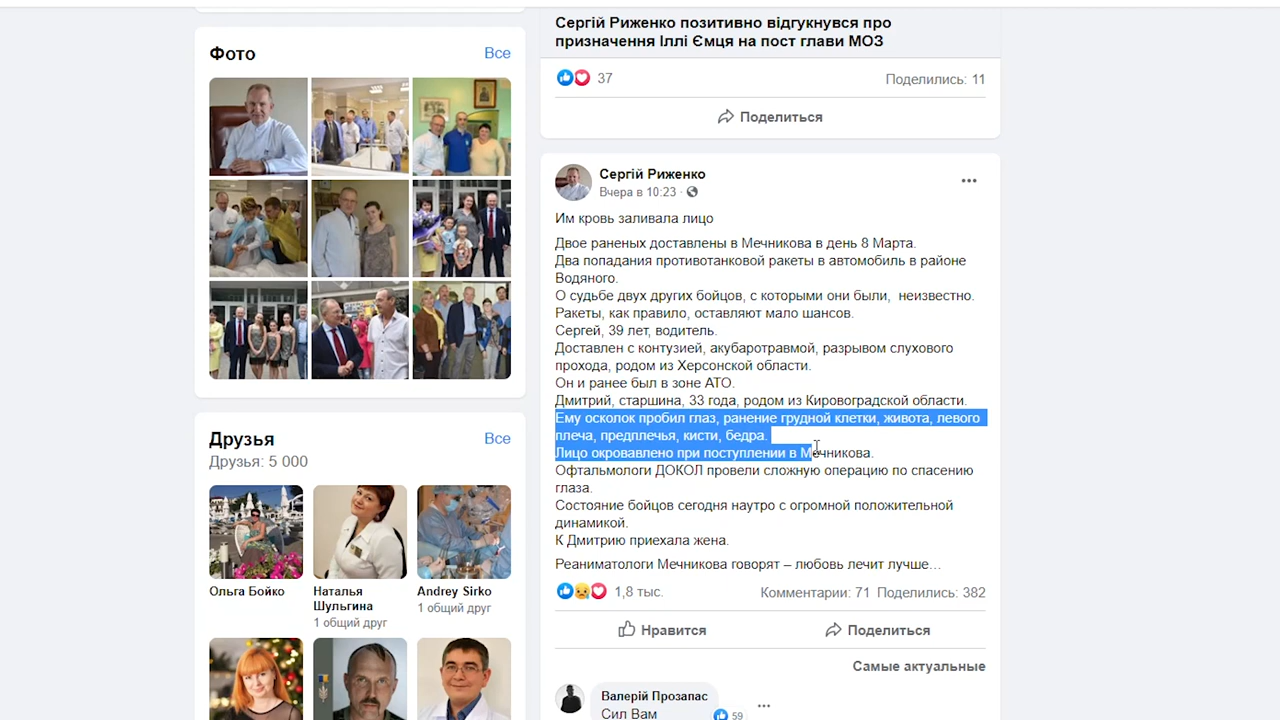 Фото
Все
Друзья
Все
Друзья: 5 000
Ольга Бойко
Наталья
Шульгина
1 общий друг
Andrey Sirko
1 общий друг
Сергій Риженко позитивно відгукнувся про
призначення Іллі Ємця на пост глави МОЗ
37
Поделились: 11
Поделиться
Сергій Риженко
Вчера в 10:23 ·
Им кровь заливала лицо
Двое раненых доставлены в Мечникова в день 8 Марта.
Два попадания противотанковой ракеты в автомобиль в районе
Водяного.
О судьбе двух других бойцов, с которыми они были, неизвестно.
Ракеты, как правило, оставляют мало шансов.
Сергей, 39 лет, водитель.
Доставлен с контузией, акубаротравмой, разрывом слухового
прохода, родом из Херсонской области.
Он и ранее был в зоне АТО.
Дмитрий, старшина, 33 года, родом из Кировоградской области.
Ему осколок пробил глаз, ранение грудной клетки, живота, левого
плеча, предплечья, кисти, бедра.
Лицо окровавлено при поступлении в Мечникова.
Офтальмологи ДОКОЛ провели сложную операцию по спасению
глаза.
Состояние бойцов сегодня наутро с огромной положительной
динамикой.
К Дмитрию приехала жена.
Реаниматологи Мечникова говорят – любовь лечит лучше…
1,8 тыс.
Комментарии: 71 Поделились: 382
Нравится
Поделиться
Самые актуальные
Валерій Прозапас
Сил Вам
59